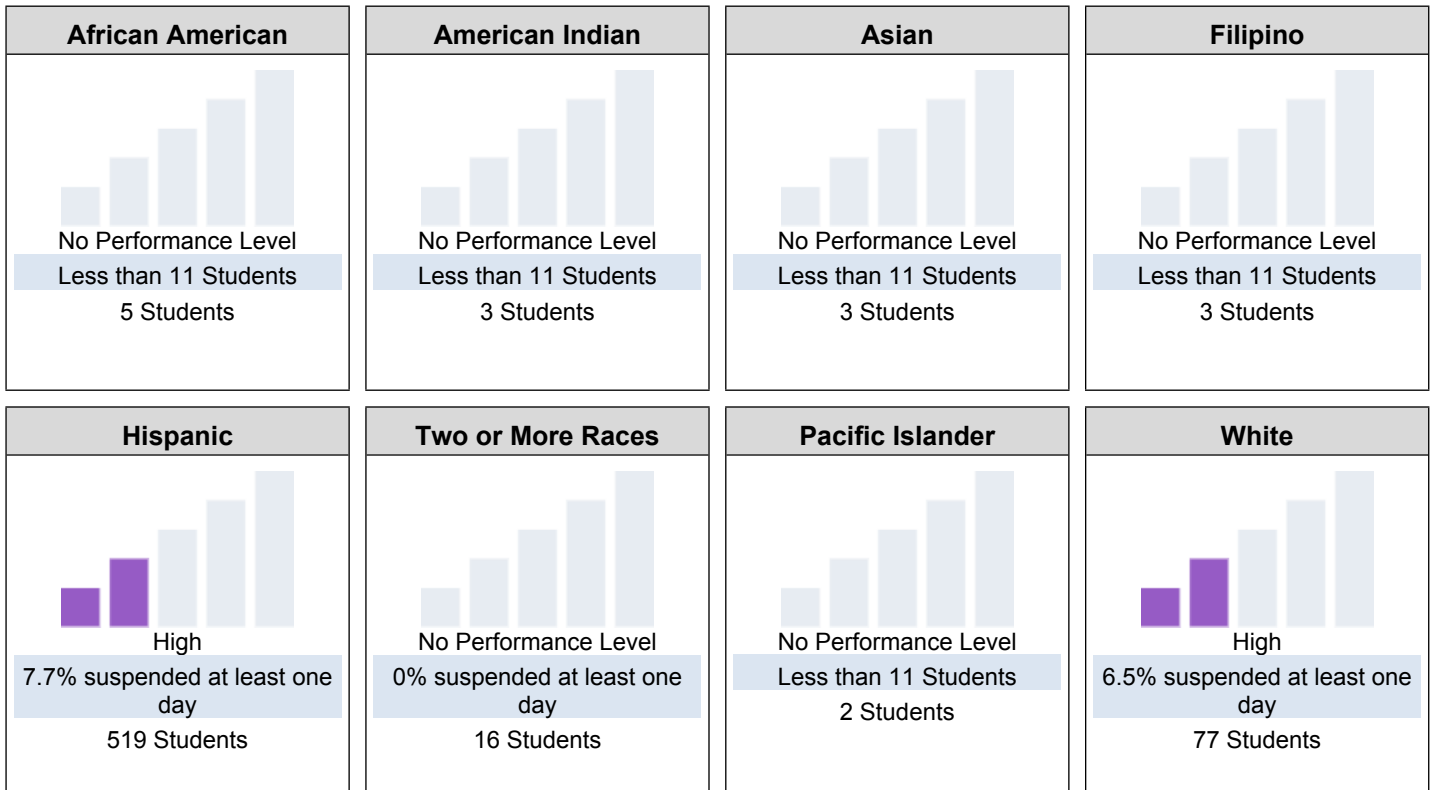 African American
No Performance Level
Less than 11 Students
5 Students
American Indian
No Performance Level
Less than 11 Students
3 Students
Asian
No Performance Level
Less than 11 Students
3 Students
Filipino
No Performance Level
Less than 11 Students
3 Students
Hispanic
High
7.7% suspended at least one
day
519 Students
Two or More Races
No Performance Level
0% suspended at least one
day
16 Students
Pacific Islander
No Performance Level
Less than 11 Students
2 Students
White
High
6.5% suspended at least one
day
77 Students